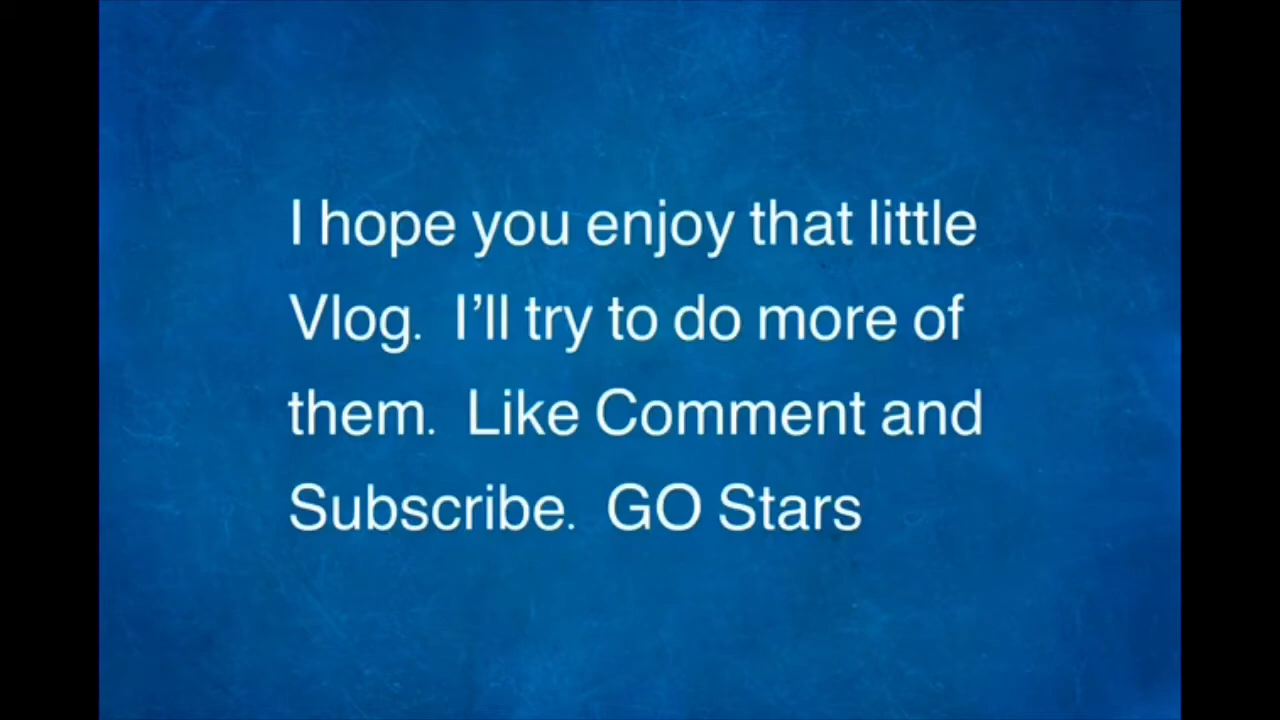 I hope you enjoy that little
Vlog.  I’ll try to do more of
them.  Like Comment and
Subscribe.  GO Stars